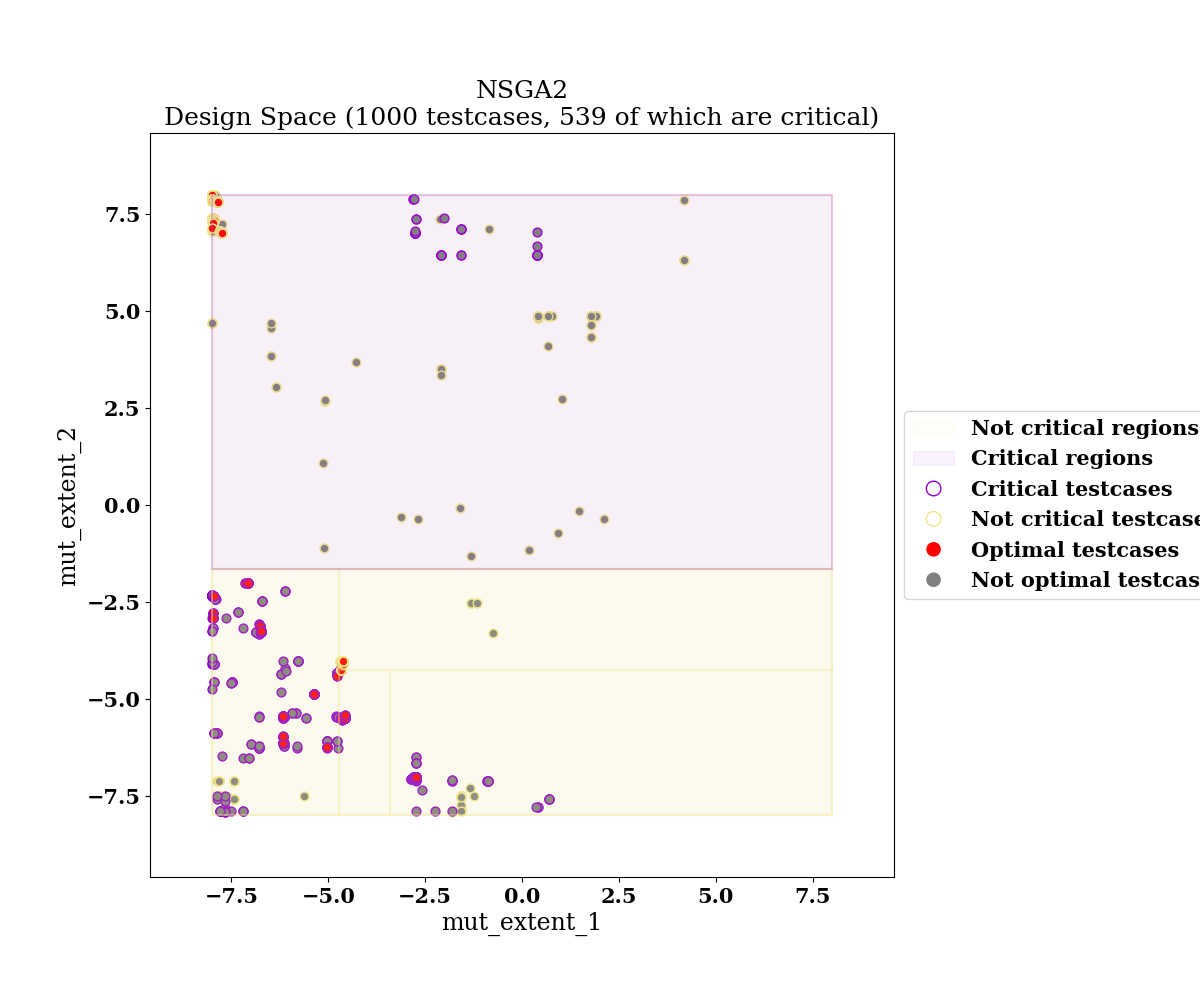 NSGA2
Design Space (1000 testcases, 539 of which are critical)
mut_extent_2
7.5
5.0
2.5
0.0
−2.5
−5.0
−7.5
−7.5
−5.0
−2.5
0.0
2.5
5.0
7.5
mut_extent_1
Not critical regions
Critical regions
Critical testcases
Not critical testcase
Optimal testcases
Not optimal testcas